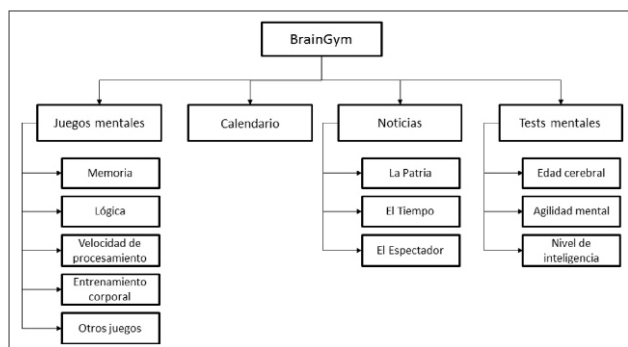 BrainGym
Juegos mentales
Calendario
Noticias
Tests mentales
Memoria
Lógica
Velocidad de
procesamiento
Entrenamiento
corporal
Otros juegos
La Patria
El Tiempo
El Espectador
Edad cerebral
Agilidad mental
Nivel de
inteligencia